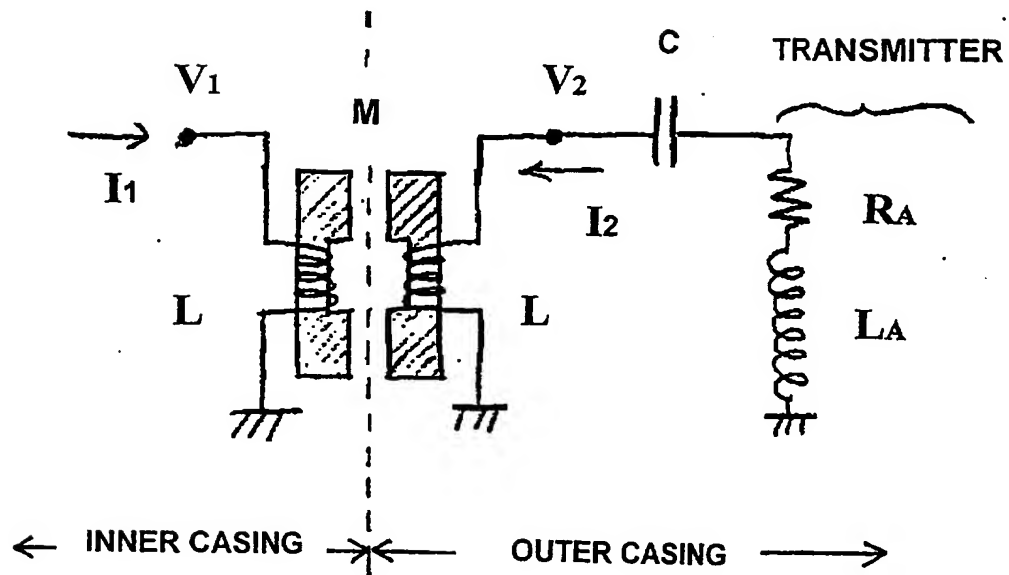 C
TRANSMITTER
V1
M
V2
I1
I2
RA
L
L
LA
INNER CASING
OUTER CASING